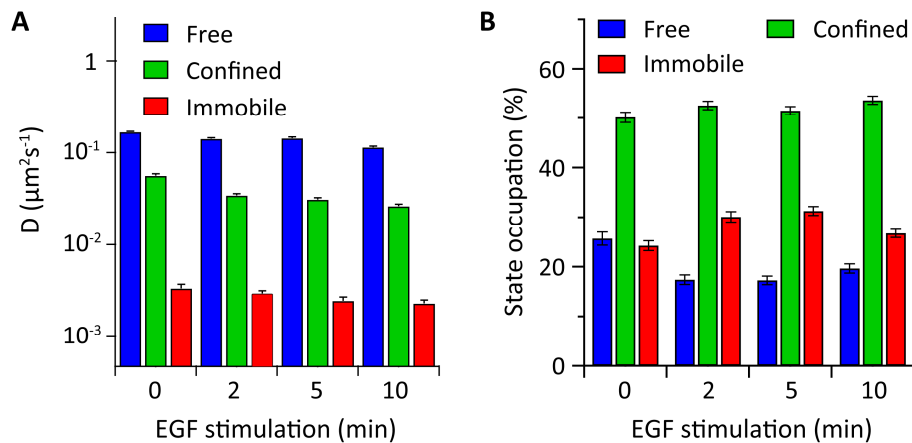 A
Free
Confined
Immobile
1
10⁻¹
10⁻²
10⁻³
D (μm²s⁻¹)
0 2 5 10
EGF stimulation (min)
B
Free Confined
Immobile
60
40
20
0
State occupation (%)
0 2 5 10
EGF stimulation (min)